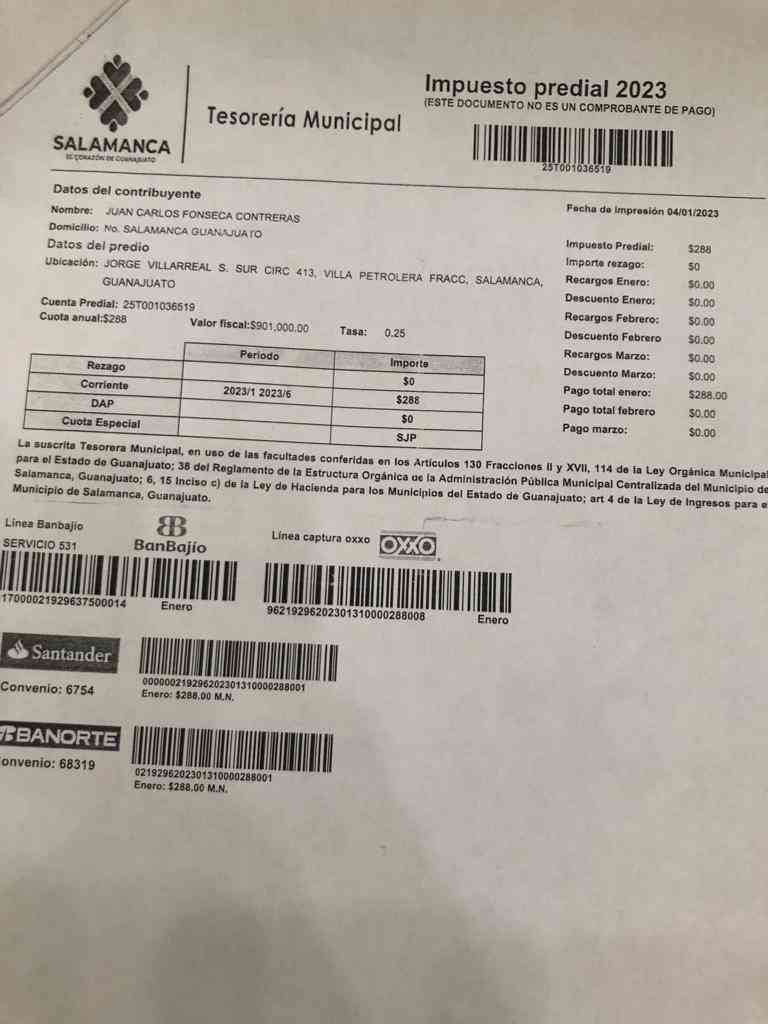 SALAMANCA
EL CORAZÓN DE GUANAJUATO
Tesorería Municipal
Impuesto predial 2023
(ESTE DOCUMENTO NO ES UN COMPROBANTE DE PAGO)
25T001036519
Datos del contribuyente
Nombre: JUAN CARLOS FONSECA CONTRERAS
Domicilio: No. SALAMANCA GUANAJUATO
Datos del predio
Ubicación: JORGE VILLARREAL S. SUR CIRC 413, VILLA PETROLERA FRACC, SALAMANCA,
GUANAJUATO
Cuenta Predial: 25T001036519
Cuota anual:$288 Valor fiscal:$901,000.00 Tasa: 0.25
Fecha de impresión 04/01/2023
Impuesto Predial: $288
Importe rezago: $0
Recargos Enero: $0.00
Descuento Enero: $0.00
Recargos Febrero: $0.00
Descuento Febrero $0.00
Recargos Marzo: $0.00
Descuento Marzo: $0.00
Pago total enero: $288.00
Pago total febrero $0.00
Pago marzo: $0.00
Periodo Importe
Rezago $0
Corriente 2023/1 2023/6 $288
DAP $0
Cuota Especial SJP
La suscrita Tesorera Municipal, en uso de las facultades conferidas en los Artículos 130 Fracciones II y XVII, 114 de la Ley Orgánica Municipal
para el Estado de Guanajuato; 38 del Reglamento de la Estructura Orgánica de la Administración Pública Municipal Centralizada del Municipio de
Salamanca, Guanajuato; 6, 15 Inciso c) de la Ley de Hacienda para los Municipios del Estado de Guanajuato; art 4 de la Ley de Ingresos para e
Municipio de Salamanca, Guanajuato.
Línea Banbajio
SERVICIO 531
BanBajío
17000021929637500014
Enero
Línea captura oxxo
OXXO
96219296202301310000288008
Enero
Santander
Convenio: 6754
0000002192962023013​10000288001
Enero: $288.00 M.N.
BANORTE
onvenio: 68319
0219296202301310000288001
Enero: $288.00 M.N.